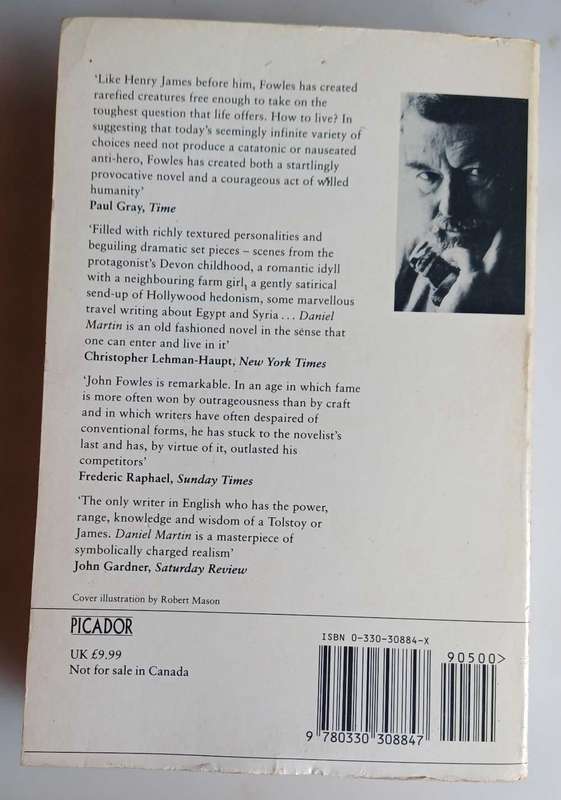 ‘Like Henry James before him, Fowles has created
rarefied creatures free enough to take on the
toughest question that life offers. How to live? In
suggesting that today’s seemingly infinite variety of
choices need not produce a catatonic or nauseated
anti-hero, Fowles has created both a startlingly
provocative novel and a courageous act of willed
humanity’
Paul Gray, Time
‘Filled with richly textured personalities and
beguiling dramatic set pieces – scenes from the
protagonist’s Devon childhood, a romantic idyll
with a neighbouring farm girl, a gently satirical
send-up of Hollywood hedonism, some marvellous
travel writing about Egypt and Syria ... Daniel
Martin is an old fashioned novel in the sense that
one can enter and live in it’
Christopher Lehman-Haupt, New York Times
‘John Fowles is remarkable. In an age in which fame
is more often won by outrageousness than by craft
and in which writers have often despaired of
conventional forms, he has stuck to the novelist’s
last and has, by virtue of it, outlasted his
competitors’
Frederic Raphael, Sunday Times
‘The only writer in English who has the power,
range, knowledge and wisdom of a Tolstoy or
James. Daniel Martin is a masterpiece of
symbolically charged realism’
John Gardner, Saturday Review
Cover illustration by Robert Mason
PICADOR
UK £9.99
Not for sale in Canada
ISBN 0-330-30884-X
90500>
9 780330 308847